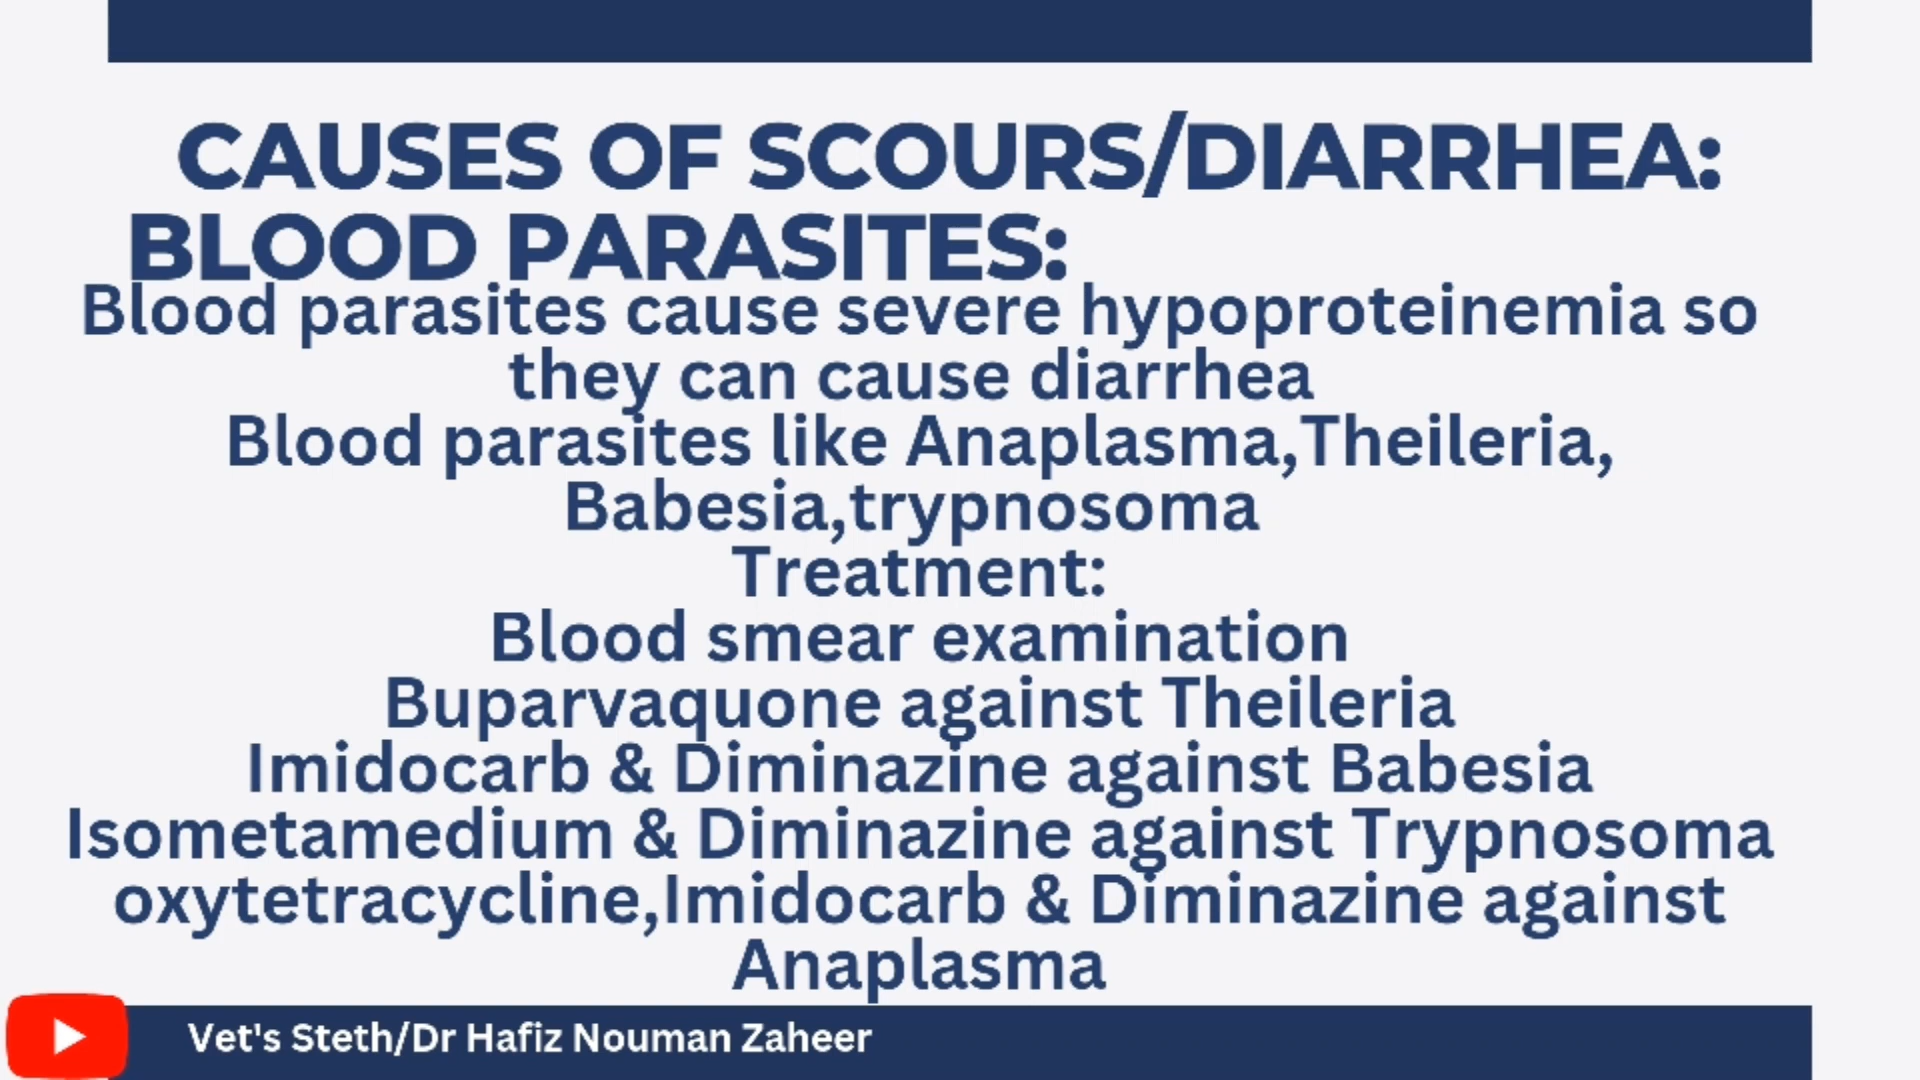 CAUSES OF SCOURS/DIARRHEA:
BLOOD PARASITES:
Blood parasites cause severe hypoproteinemia so
they can cause diarrhea
Blood parasites like Anaplasma,Theileria,
Babesia,trypnosoma
Treatment:
Blood smear examination
Buparvaquone against Theileria
Imidocarb & Diminazine against Babesia
Isometamedium & Diminazine against Trypnosoma
oxytetracycline,Imidocarb & Diminazine against
Anaplasma
Vet's Steth/Dr Hafiz Nouman Zaheer